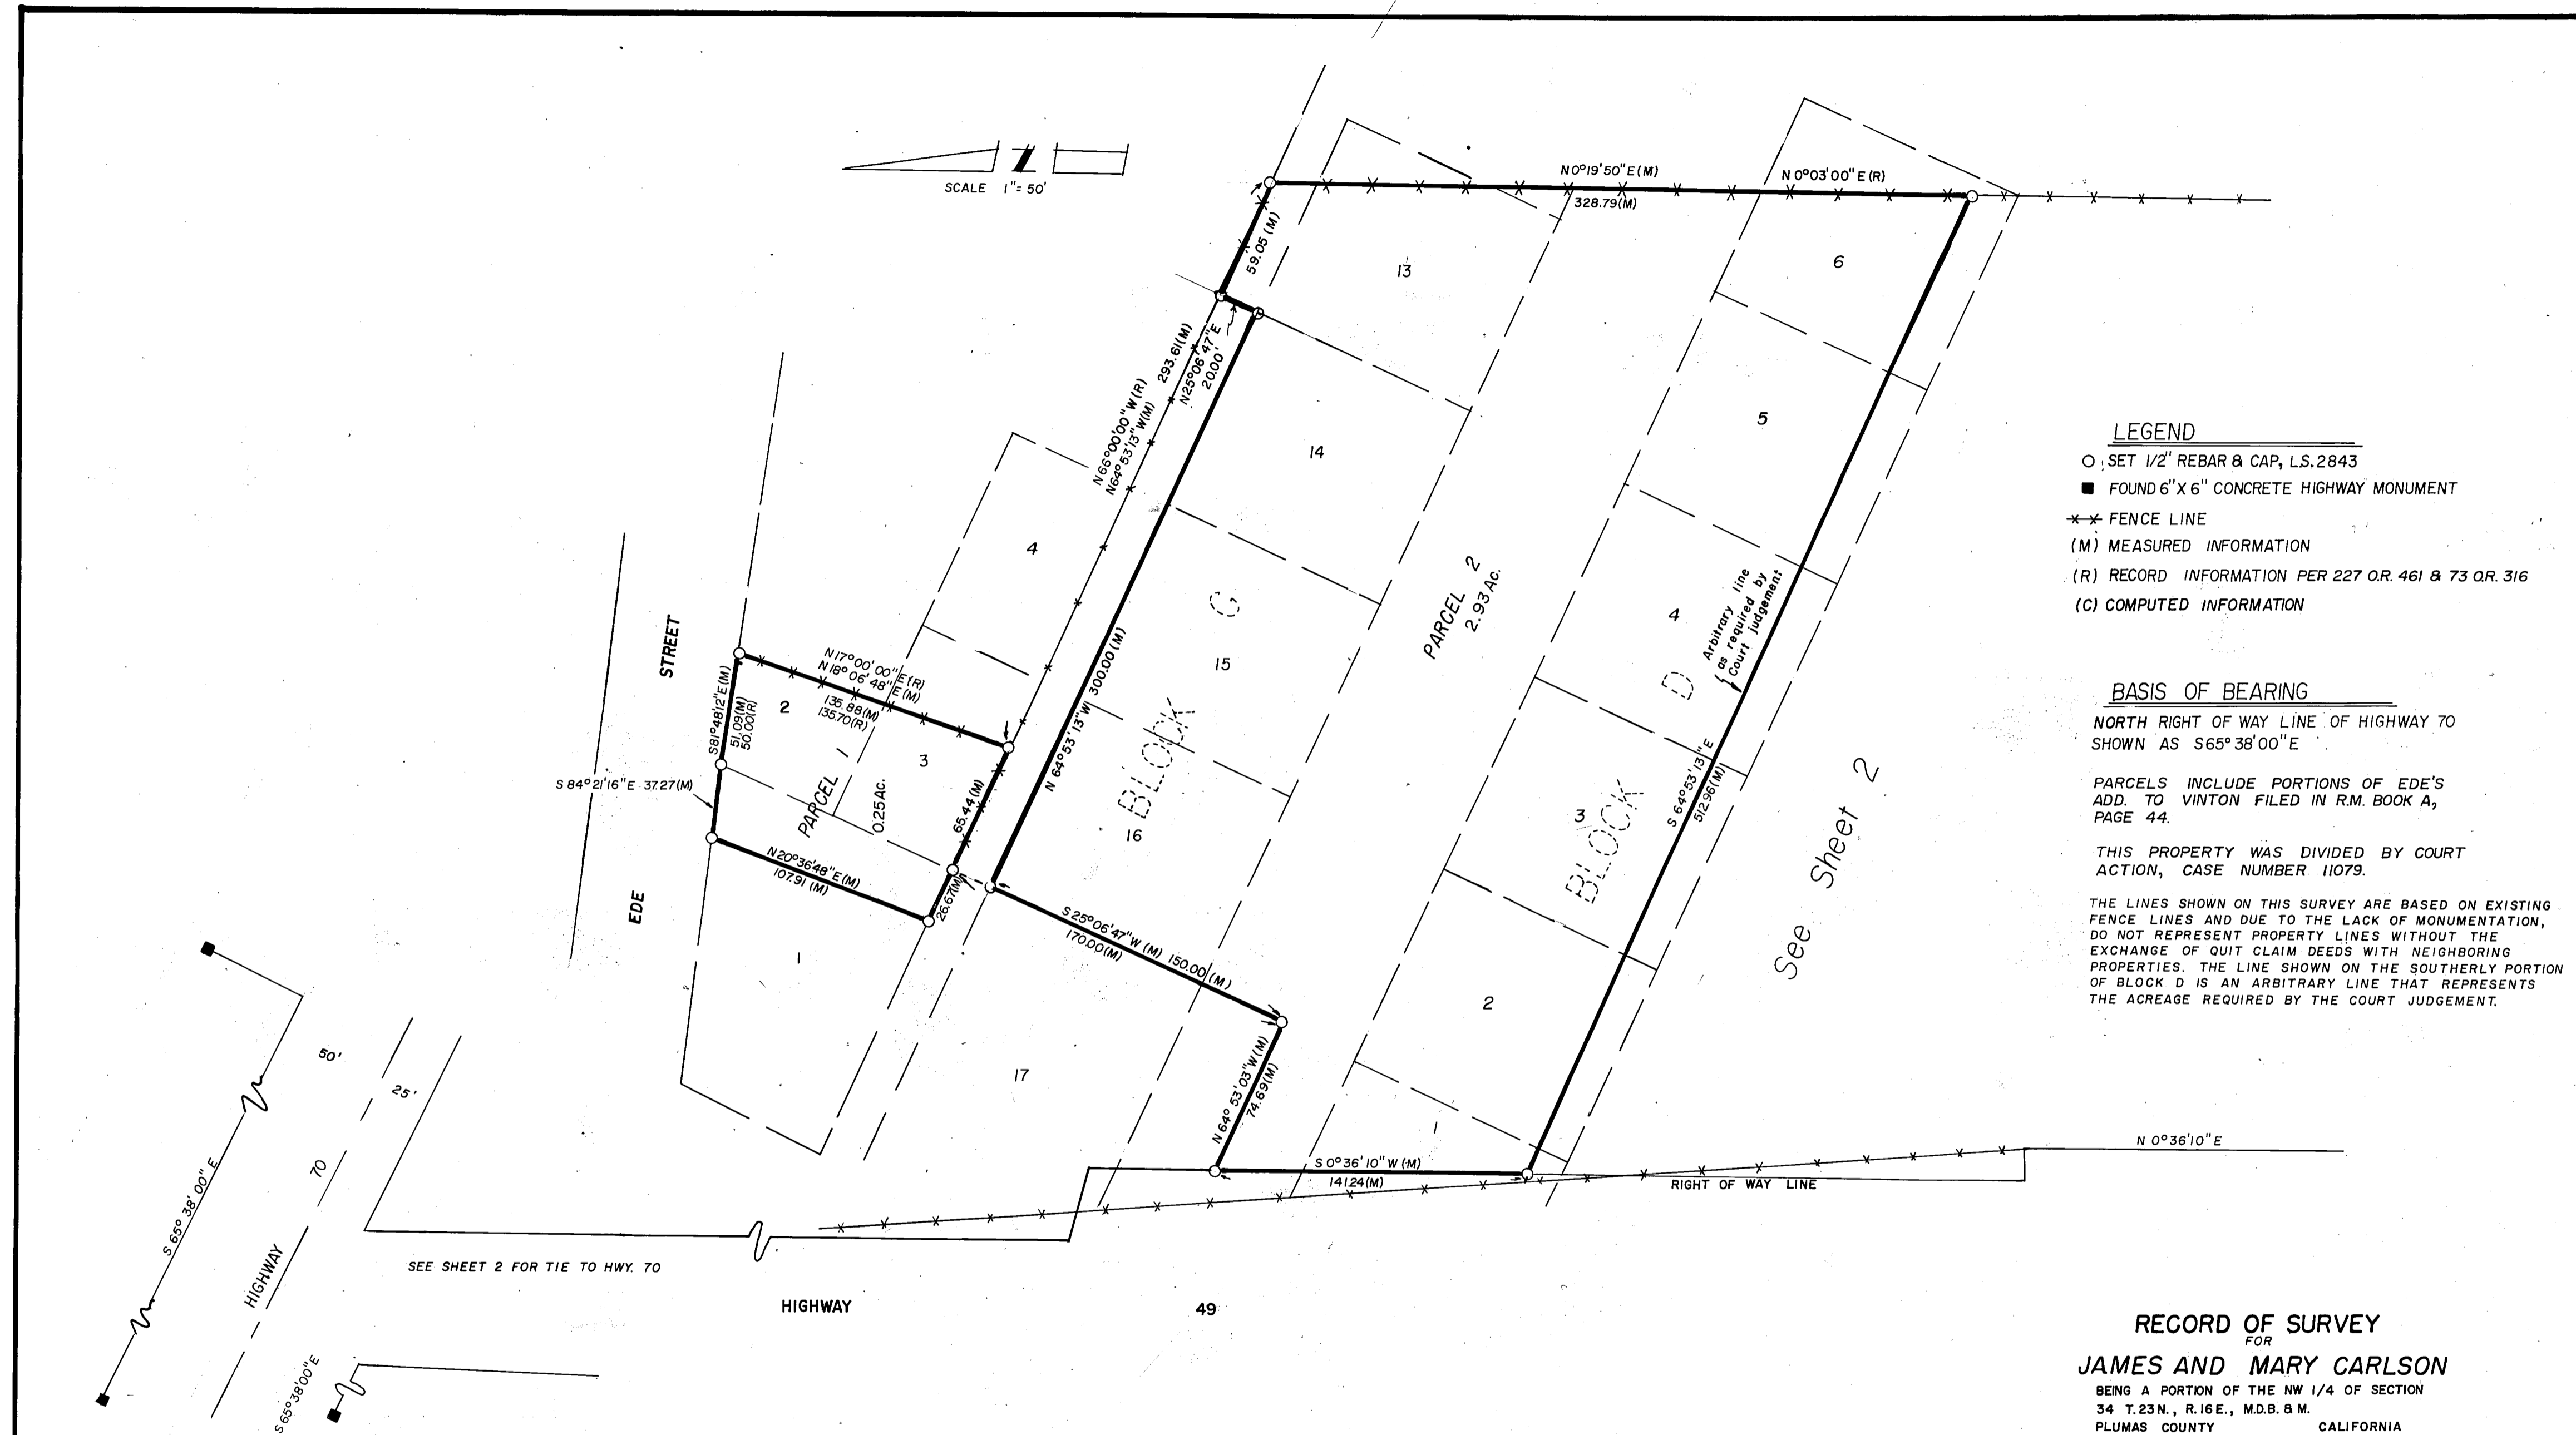 SCALE 1"= 50'
N 0°19'50" E (M)
328.79(M)
N 0°03'00" E (R)
59.05 (M)
N25°06'47"E
20.00'
293.61(M)
N66°00'00" W (R)
N64°53'13" W(M)
13
14
15
16
17
BLOCK C
N 64°53'13"W 300.00 (M)
PARCEL 2
2.93 Ac.
6
5
4
3
2
1
BLOCK D
Arbitrary line
as required by
Court judgement
S 64°53'13" E
512.96(M)
See Sheet 2
4
STREET
EDE
S81°48'12"E(M)
51.09(M)
50.00(R)
N 17°00'00" E (R)
N 18°06'48" E (M)
135.88(M)
135.70(R)
2
3
PARCEL 1
0.25 Ac.
S 84°21'16"E 37.27(M)
65.44(M)
N20°36'48"E(M)
107.91 (M)
26.67(M)
1
S 25°06'47"W (M) 150.00 (M)
170.00(M)
N 64°53'03"W(M)
74.69(M)
S 0°36'10" W (M)
141.24(M)
RIGHT OF WAY LINE
N 0°36'10" E
50'
25'
S 65°38'00" E
HIGHWAY 70
S 65°38'00"E
SEE SHEET 2 FOR TIE TO HWY. 70
HIGHWAY 49
LEGEND
SET 1/2" REBAR & CAP, L.S. 2843
FOUND 6" X 6" CONCRETE HIGHWAY MONUMENT
FENCE LINE
(M) MEASURED INFORMATION
(R) RECORD INFORMATION PER 227 O.R. 461 & 73 O.R. 316
(C) COMPUTED INFORMATION
BASIS OF BEARING
NORTH RIGHT OF WAY LINE OF HIGHWAY 70
SHOWN AS S65°38'00"E
PARCELS INCLUDE PORTIONS OF EDE'S
ADD. TO VINTON FILED IN R.M. BOOK A,
PAGE 44.
THIS PROPERTY WAS DIVIDED BY COURT
ACTION, CASE NUMBER 11079.
THE LINES SHOWN ON THIS SURVEY ARE BASED ON EXISTING
FENCE LINES AND DUE TO THE LACK OF MONUMENTATION,
DO NOT REPRESENT PROPERTY LINES WITHOUT THE
EXCHANGE OF QUIT CLAIM DEEDS WITH NEIGHBORING
PROPERTIES. THE LINE SHOWN ON THE SOUTHERLY PORTION
OF BLOCK D IS AN ARBITRARY LINE THAT REPRESENTS
THE ACREAGE REQUIRED BY THE COURT JUDGEMENT.
RECORD OF SURVEY
FOR
JAMES AND MARY CARLSON
BEING A PORTION OF THE NW 1/4 OF SECTION
34 T.23 N., R.16 E., M.D.B. & M.
PLUMAS COUNTY CALIFORNIA